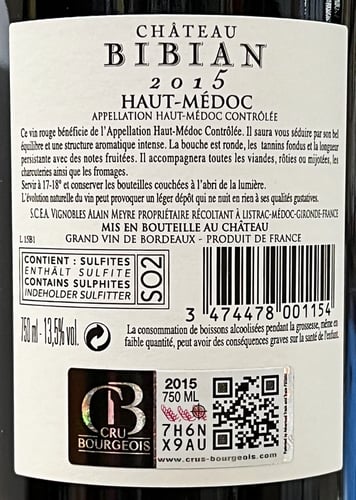 CHÂTEAU
BIBIAN
2015
HAUT-MÉDOC
APPELLATION HAUT-MÉDOC CONTRÔLÉE
Ce vin rouge bénéficie de l'Appellation Haut-Médoc Contrôlée. Il saura vous séduire par son bel
équilibre et une structure aromatique intense. La bouche est ronde, les tannins fondus et la longueur
persistante avec des notes fruitées. Il accompagnera toutes les viandes, rôties ou mijotées, les
charcuteries ainsi que les fromages.
Servir à 17-18° et conserver les bouteilles couchées à l'abri de la lumière.
L'évolution naturelle du vin peut provoquer un léger dépôt qui ne nuit en rien à ses qualités gustatives.
S.C.E.A. VIGNOBLES ALAIN MEYRE PROPRIÉTAIRE RÉCOLTANT À LISTRAC-MÉDOC-GIRONDE-FRANCE
MIS EN BOUTEILLE AU CHÂTEAU
L 15B1
GRAND VIN DE BORDEAUX - PRODUIT DE FRANCE
CONTIENT : SULFITES
ENTHÄLT SULFITE
CONTAINS SULPHITES
INDEHOLDER SULFITTER
SO2
3 474478 001154
750 ml - 13,5% vol.
La consommation de boissons alcoolisées pendant la grossesse, même en
faible quantité, peut avoir des conséquences graves sur la santé de l'enfant.
CB
CRU
BOURGEOIS
2015
750 ML
7H6N
X9AU
www.crus-bourgeois.com